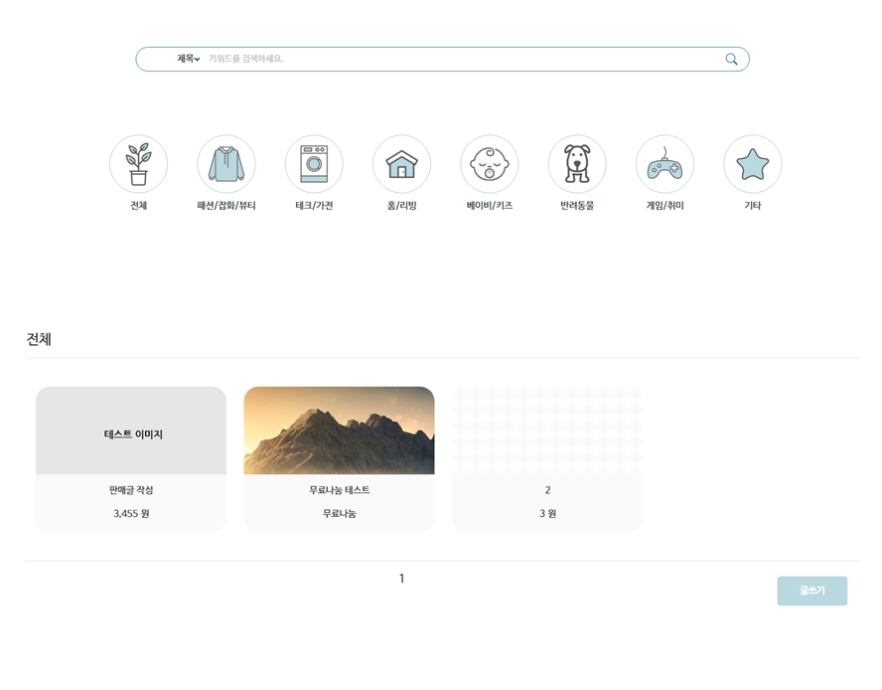 제목 키워드를 검색하세요.
전체 패션/잡화/뷰티 테크/가전 홈/리빙 베이비/키즈 반려동물 게임/취미 기타
전체
테스트 이미지
판매글 작성 무료나눔 테스트 2
3,455 원 무료나눔 3 원
1
글쓰기